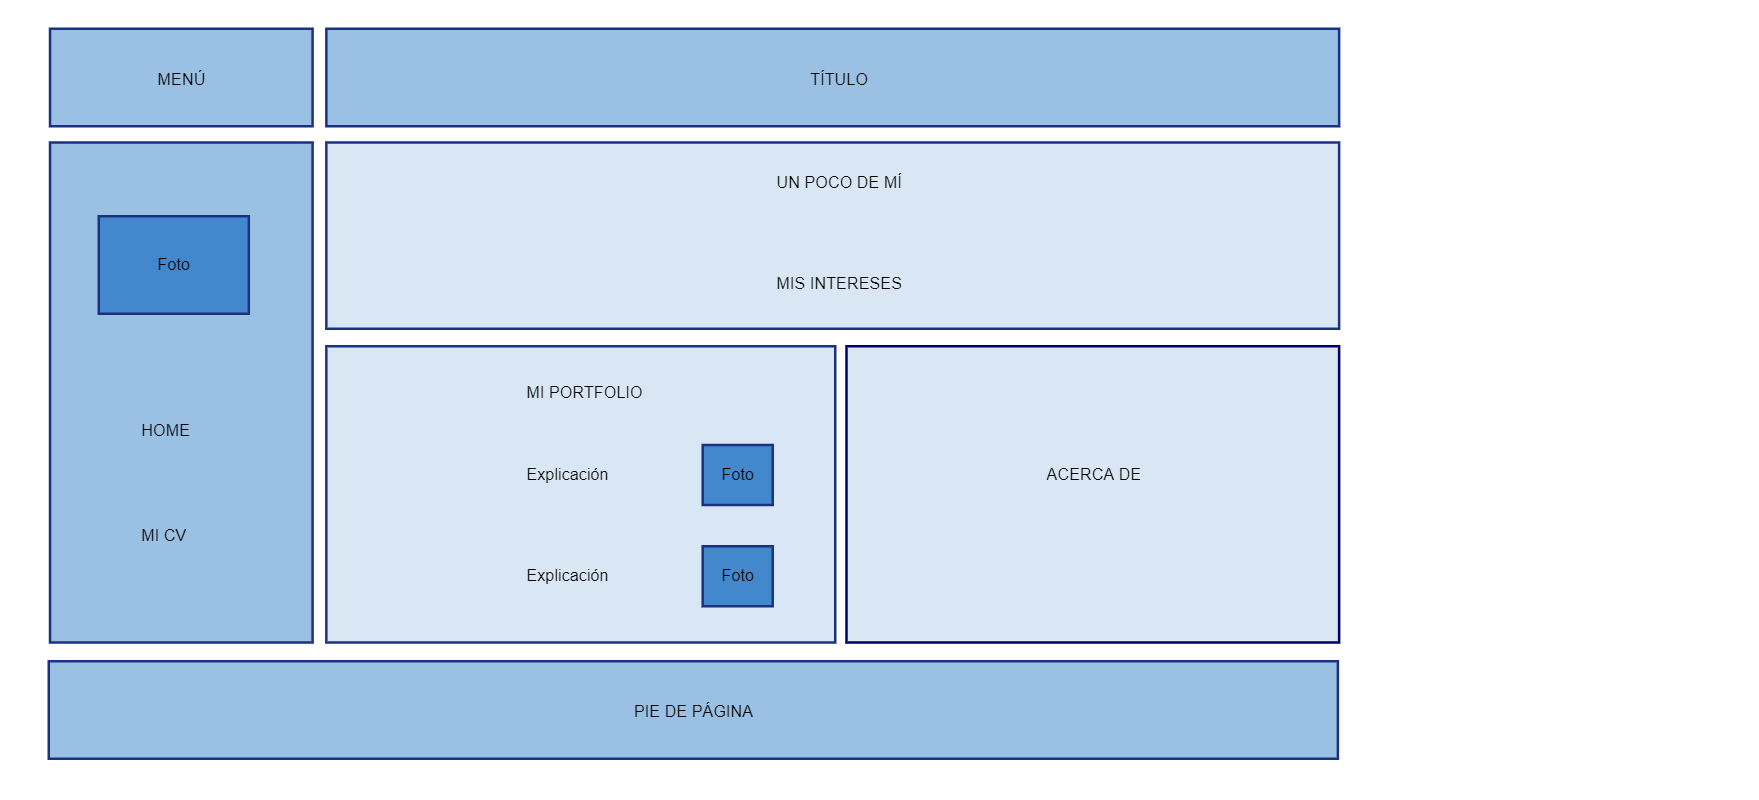 MENÚ
TÍTULO
Foto
HOME
MI CV
UN POCO DE MÍ
MIS INTERESES
MI PORTFOLIO
Explicación Foto
Explicación Foto
ACERCA DE
PIE DE PÁGINA